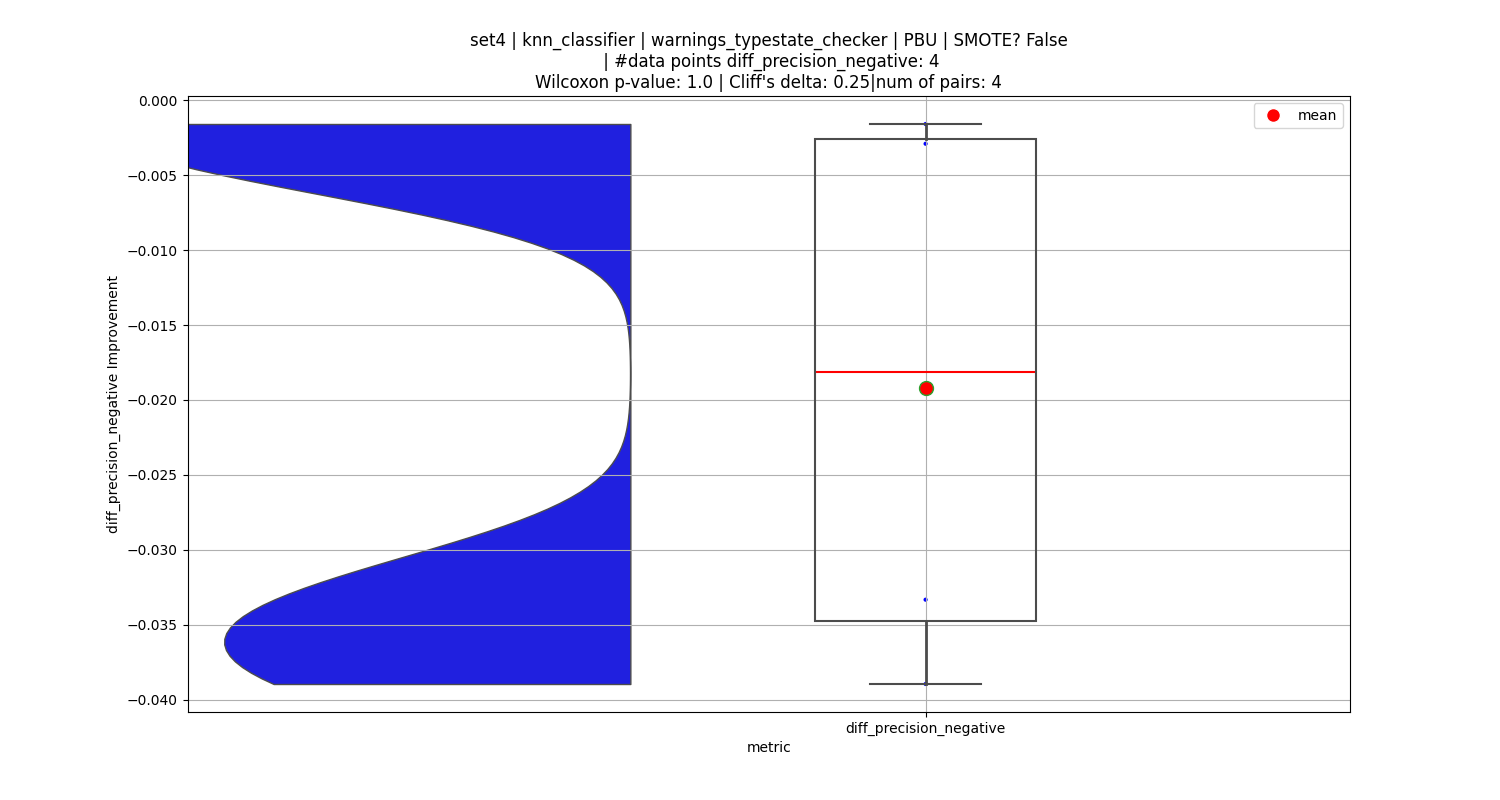 set4 | knn_classifier | warnings_typestate_checker | PBU | SMOTE? False
| #data points diff_precision_negative: 4
Wilcoxon p-value: 1.0 | Cliff's delta: 0.25|num of pairs: 4
mean
0.000
−0.005
−0.010
−0.015
−0.020
−0.025
−0.030
−0.035
−0.040
diff_precision_negative Improvement
diff_precision_negative
metric